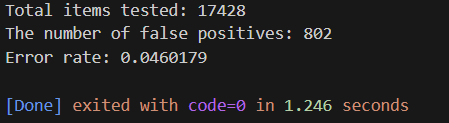 Total items tested: 17428
The number of false positives: 802
Error rate: 0.0460179
[Done] exited with code=0 in 1.246 seconds